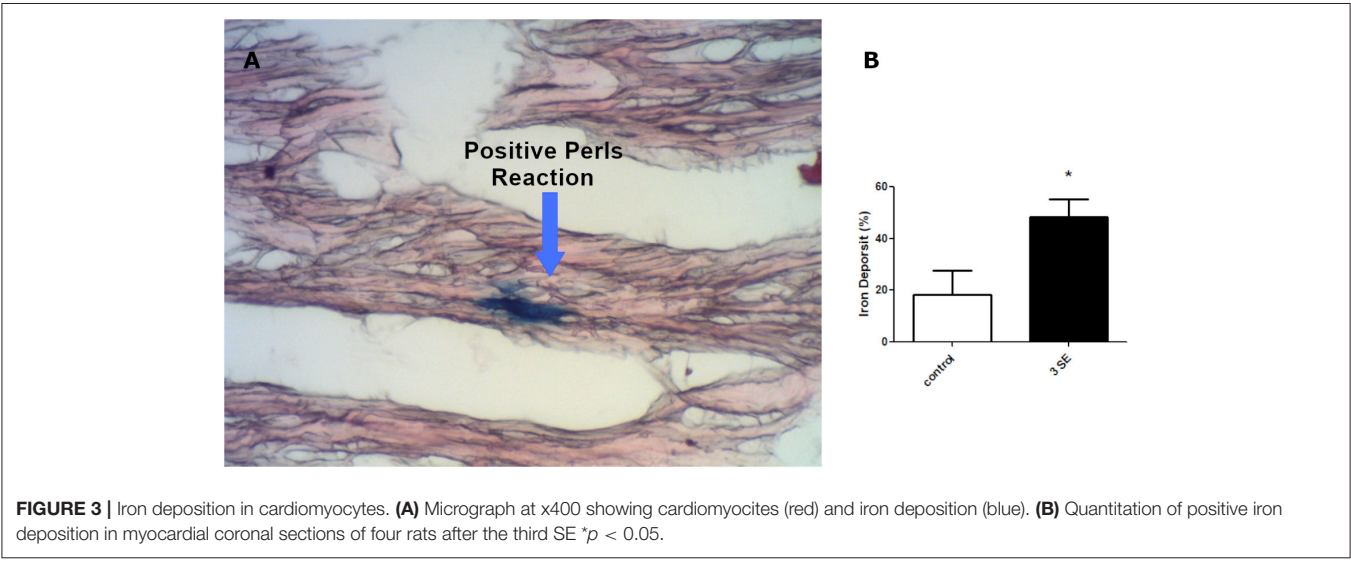 A
Positive Perls
Reaction
B
*
60
40
20
0
Iron Deporsit (%)
control
3 SE
FIGURE 3 | Iron deposition in cardiomyocytes. (A) Micrograph at x400 showing cardiomyocites (red) and iron deposition (blue). (B) Quantitation of positive iron
deposition in myocardial coronal sections of four rats after the third SE *p < 0.05.